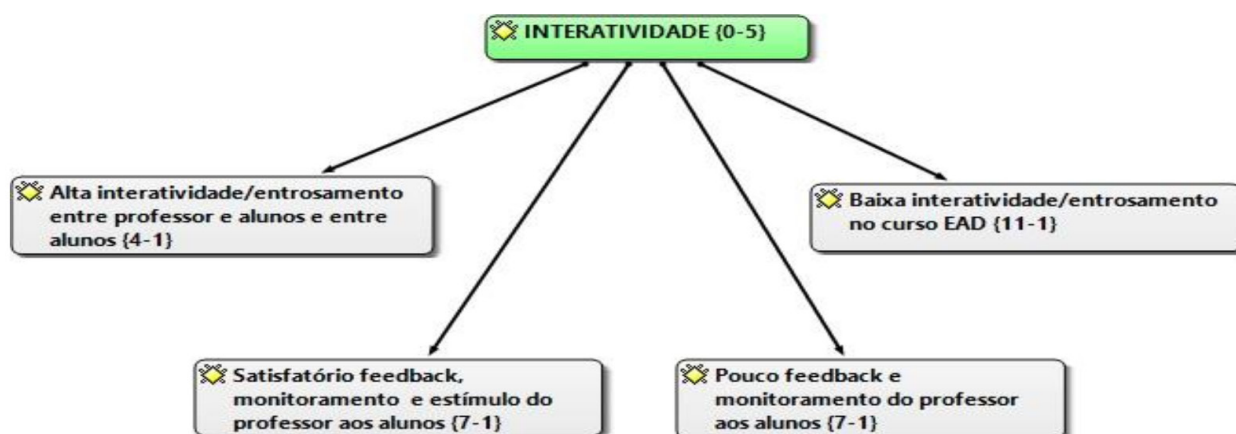 INTERATIVIDADE {0-5}
Alta interatividade/entrosamento
entre professor e alunos e entre
alunos {4-1}
Baixa interatividade/entrosamento
no curso EAD {11-1}
Satisfatório feedback,
monitoramento e estímulo do
professor aos alunos {7-1}
Pouco feedback e
monitoramento do professor
aos alunos {7-1}